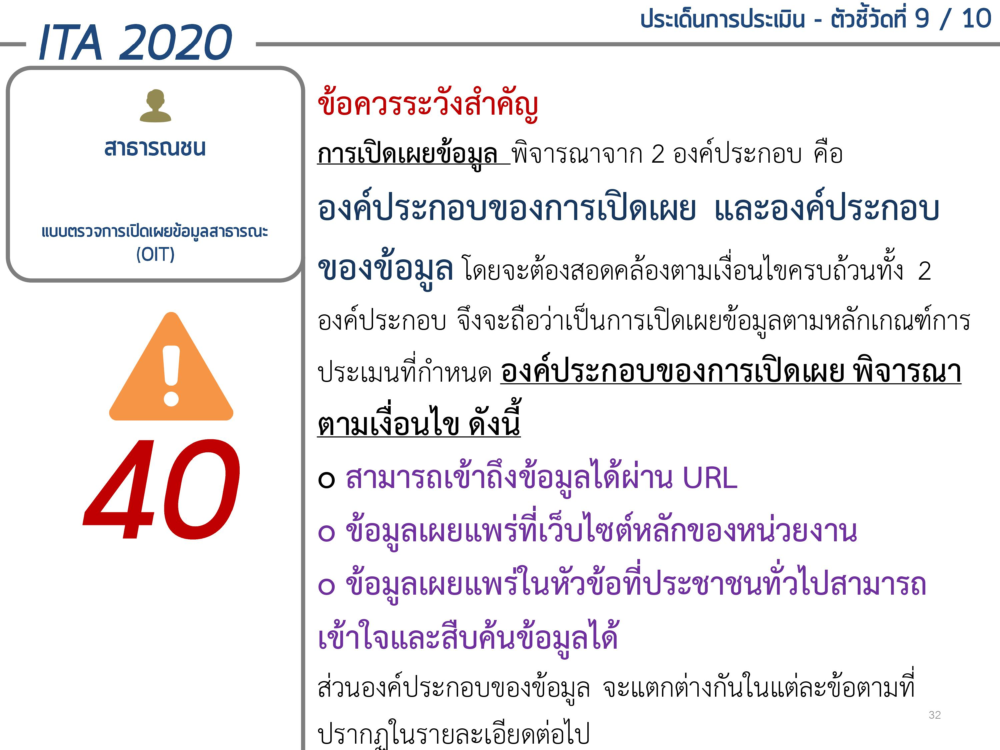 ประเด็นการประเมิน - ตัวชี้วัดที่ 9 / 10
ITA 2020
สาธารณชน
แบบตรวจการเปิดเผยข้อมูลสาธารณะ
(OIT)
40
ข้อควรระวังสำคัญ
การเปิดเผยข้อมูล พิจารณาจาก 2 องค์ประกอบ คือ
องค์ประกอบของการเปิดเผย และองค์ประกอบ
ของข้อมูล โดยจะต้องสอดคล้องตามเงื่อนไขครบถ้วนทั้ง 2
องค์ประกอบ จึงจะถือว่าเป็นการเปิดเผยข้อมูลตามหลักเกณฑ์การ
ประเมนที่กำหนด องค์ประกอบของการเปิดเผย พิจารณา
ตามเงื่อนไข ดังนี้
o สามารถเข้าถึงข้อมูลได้ผ่าน URL
o ข้อมูลเผยแพร่ที่เว็บไซต์หลักของหน่วยงาน
o ข้อมูลเผยแพร่ในหัวข้อที่ประชาชนทั่วไปสามารถ
เข้าใจและสืบค้นข้อมูลได้
ส่วนองค์ประกอบของข้อมูล จะแตกต่างกันในแต่ละข้อตามที่
ปรากฏในรายละเอียดต่อไป
32